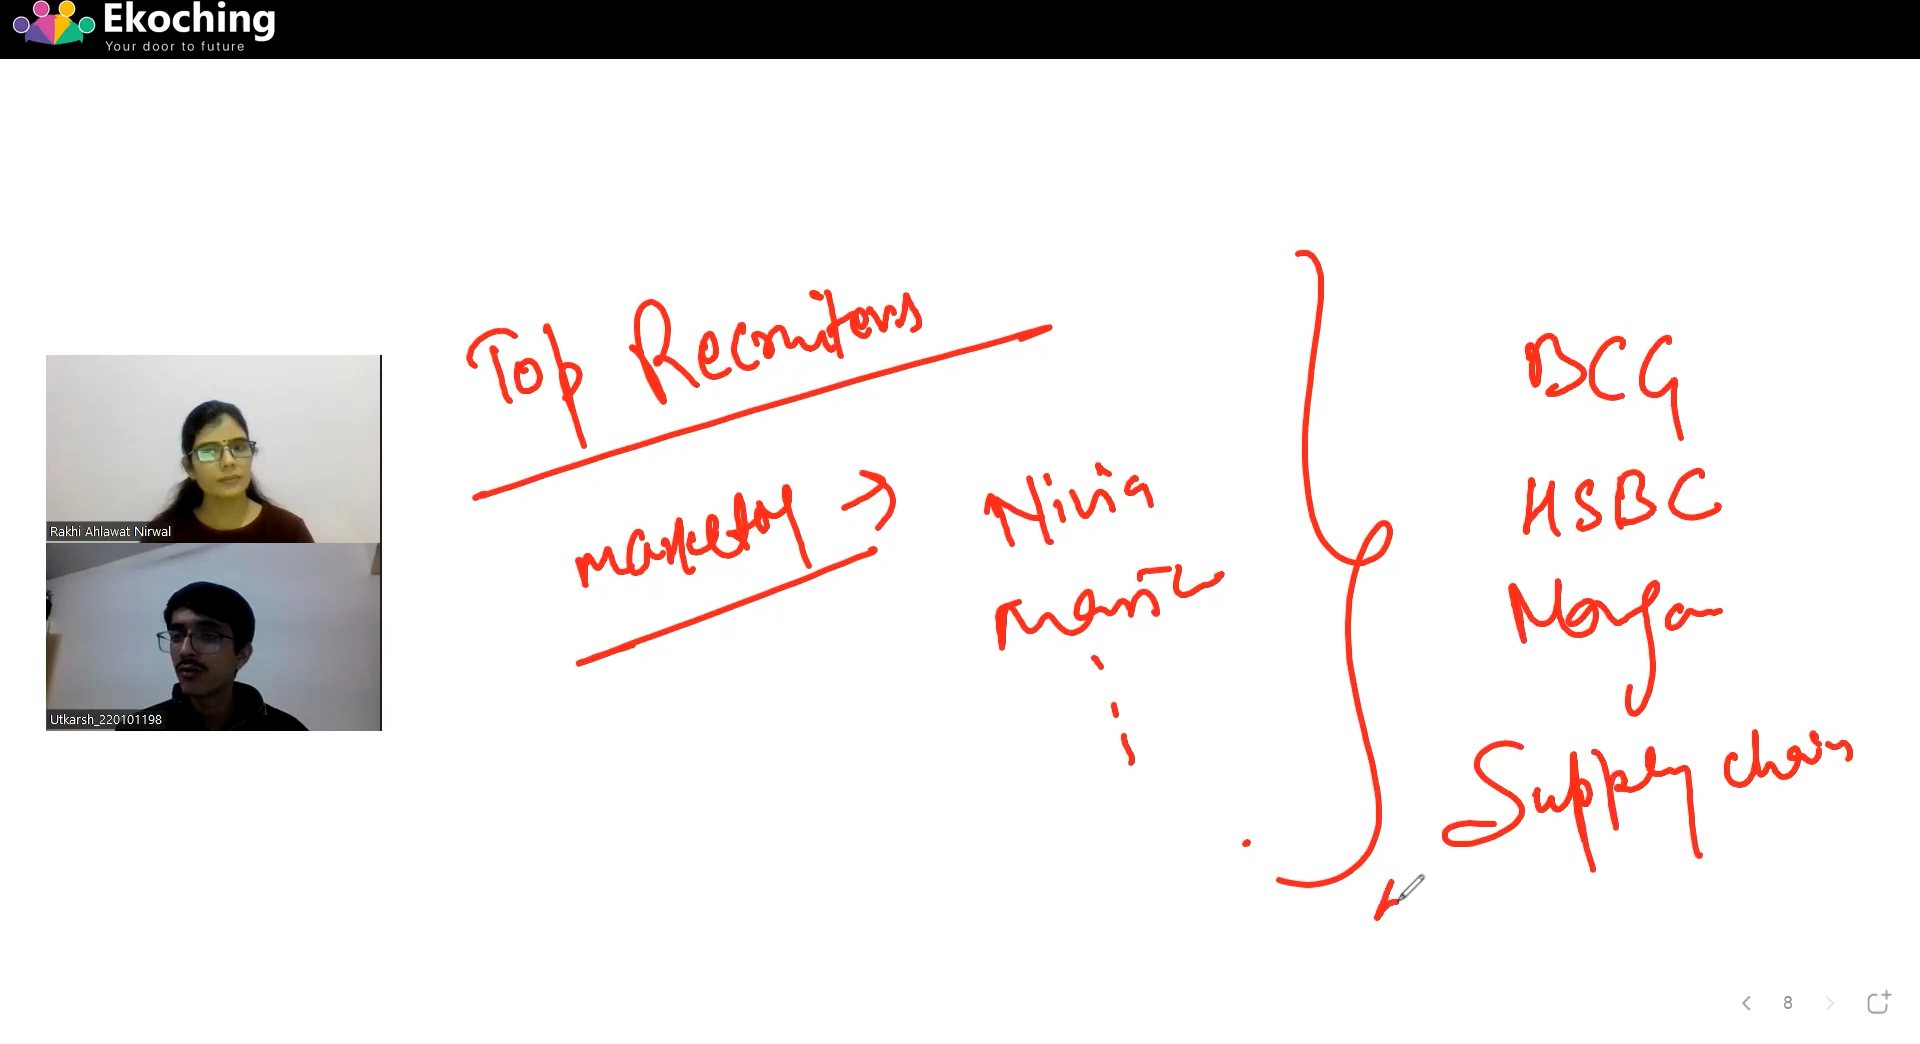 Ekoching
Your door to future
Top Recruiters
marketing →
Nivia
BCG
HSBC
Morgan
Supply chain
Rakhi Ahlawat Nirwal
Utkarsh_220101198
8